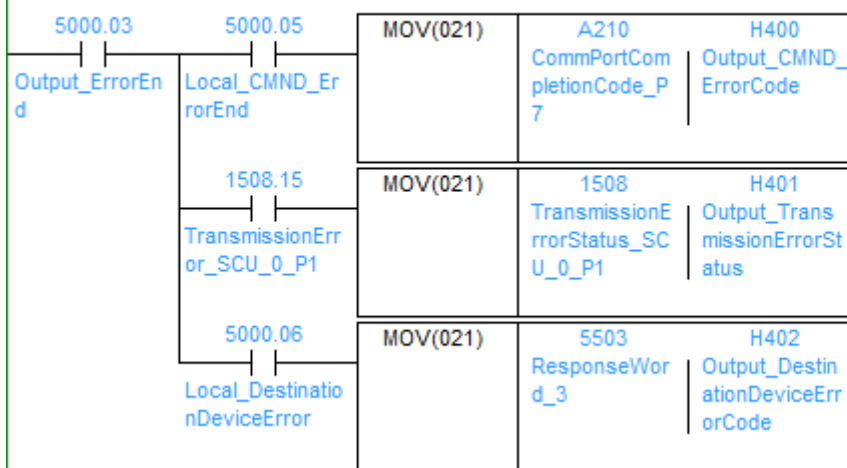 5000.03 5000.05 MOV(021) A210 H400
Output_ErrorEn Local_CMND_Er CommPortCom Output_CMND_
d rorEnd pletionCode_P ErrorCode
7
1508.15 MOV(021) 1508 H401
TransmissionErr TransmissionE Output_Trans
or_SCU_0_P1 rrorStatus_SC missionErrorSt
U_0_P1 atus
5000.06 MOV(021) 5503 H402
Local_Destinatio ResponseWor Output_Destin
nDeviceError d_3 ationDeviceErr
orCode